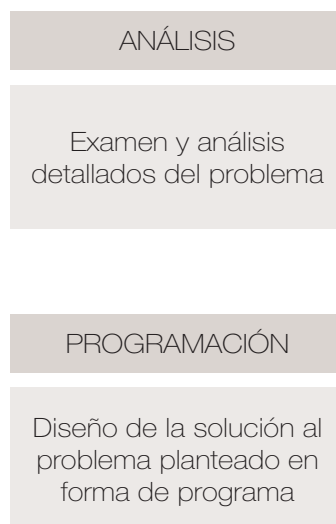 ANÁLISIS
Examen y análisis
detallados del problema
PROGRAMACIÓN
Diseño de la solución al
problema planteado en
forma de programa